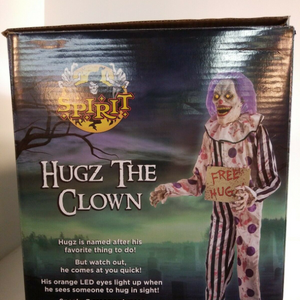 SPIRIT
HUGZ THE
CLOWN
Hugz is named after his
favorite thing to do!
But watch out,
he comes at you quick!
His orange LED eyes light up when
he sees someone to hug in sight!
FREE
HUGZ